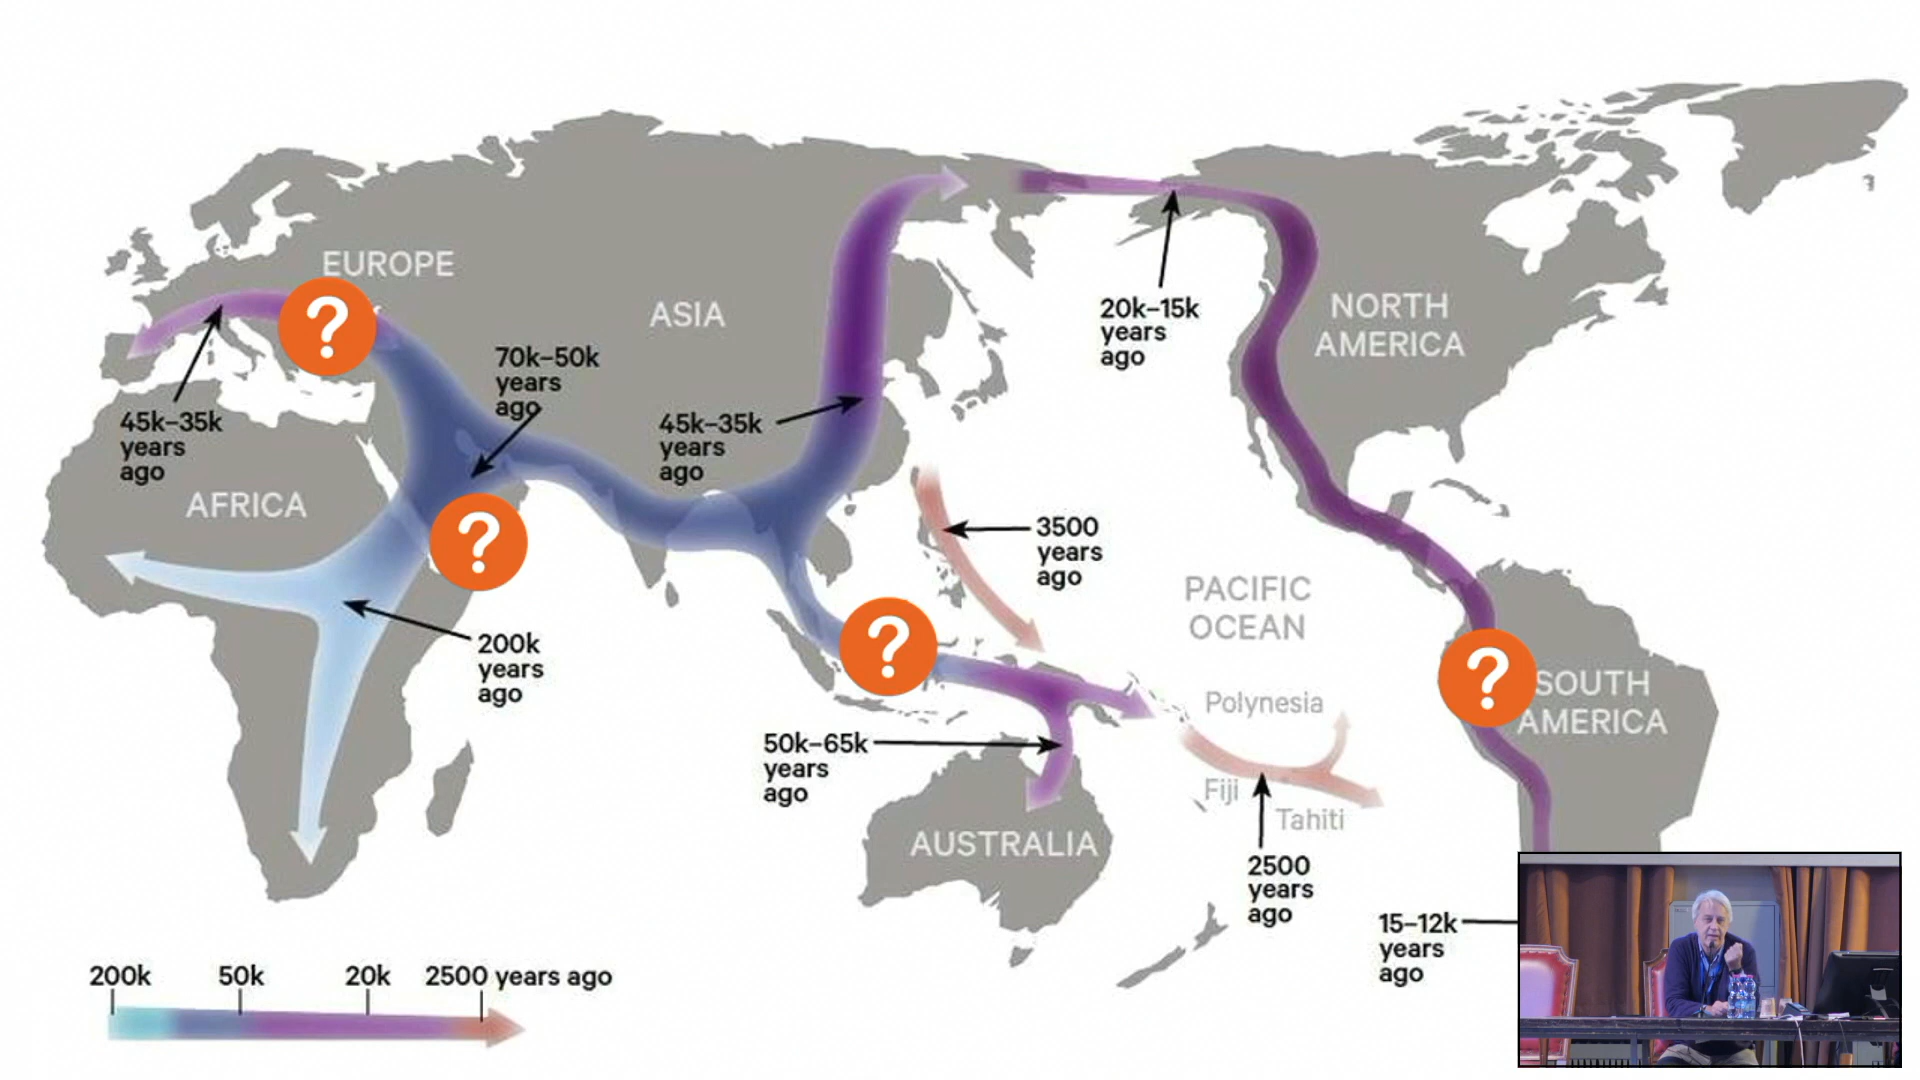 EUROPE
ASIA
NORTH
AMERICA
20k–15k
years
ago
70k–50k
years
ago
45k–35k
years
ago
45k–35k
years
ago
AFRICA
3500
years
ago
PACIFIC
OCEAN
200k
years
ago
SOUTH
AMERICA
Polynesia
50k–65k
years
ago
Fiji
Tahiti
AUSTRALIA
2500
years
ago
15–12k
years
ago
200k 50k 20k 2500 years ago
?
?
?
?